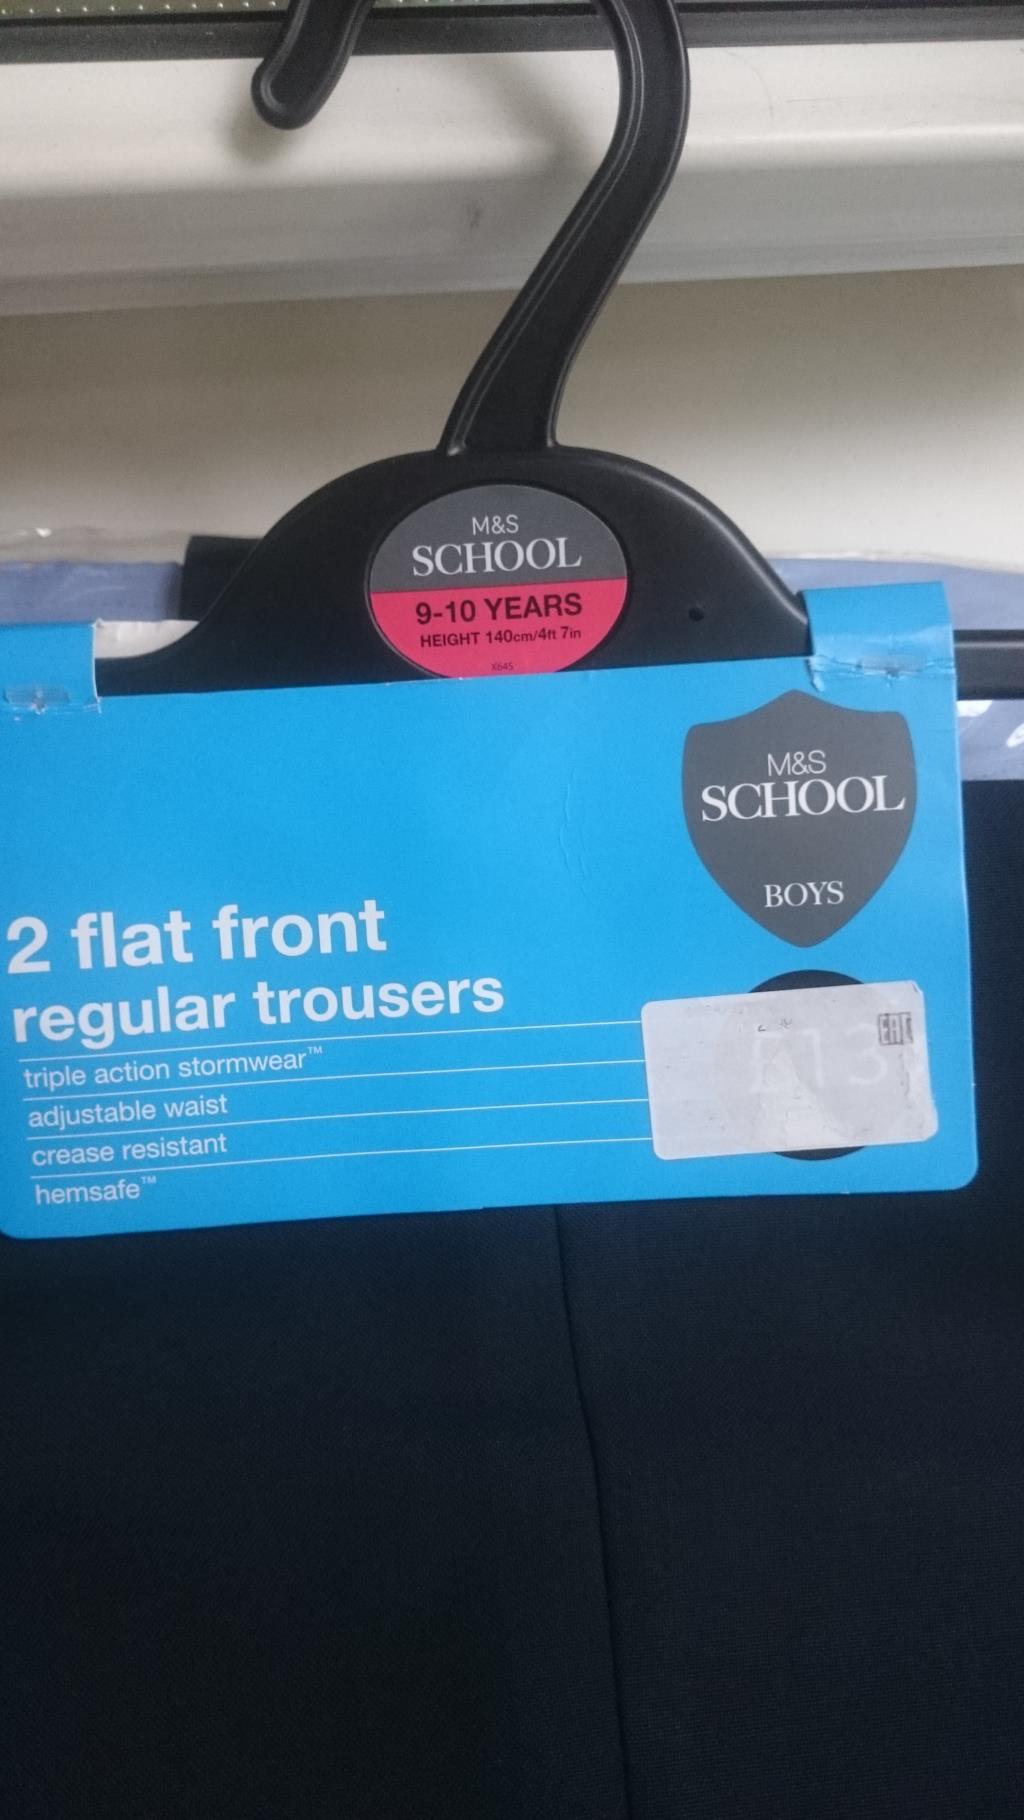 M&S
SCHOOL
9-10 YEARS
HEIGHT 140cm/4ft 7in
X645
M&S
SCHOOL
BOYS
2 flat front
regular trousers
triple action stormwear™
adjustable waist
crease resistant
hemsafe™
£13
EAC